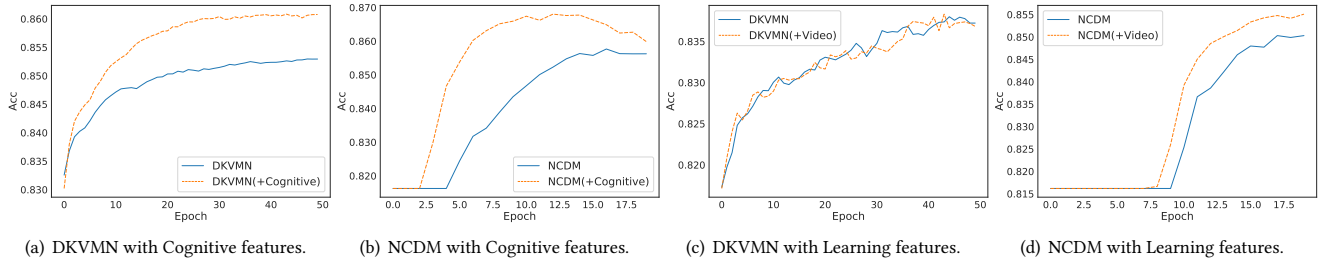 0.860
0.855
0.850
0.845
0.840
0.835
0.830
Acc
0
10
20
30
40
50
Epoch
DKVMN
DKVMN(+Cognitive)
(a) DKVMN with Cognitive features.
0.870
0.860
0.850
0.840
0.830
0.820
Acc
0.0
2.5
5.0
7.5
10.0
12.5
15.0
17.5
Epoch
NCDM
NCDM(+Cognitive)
(b) NCDM with Cognitive features.
DKVMN
DKVMN(+Video)
0.835
0.830
0.825
0.820
Acc
0
10
20
30
40
50
Epoch
(c) DKVMN with Learning features.
NCDM
NCDM(+Video)
0.855
0.850
0.845
0.840
0.835
0.830
0.825
0.820
0.815
Acc
0.0
2.5
5.0
7.5
10.0
12.5
15.0
17.5
Epoch
(d) NCDM with Learning features.